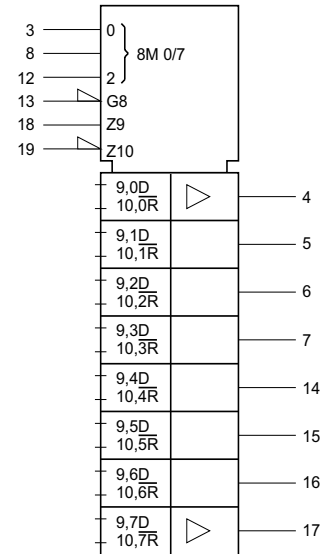 3 0
8 8M 0/7
12 2
13 G8
18 Z9
19 Z10
9,0D
10,0R
4
9,1D
10,1R
5
9,2D
10,2R
6
9,3D
10,3R
7
9,4D
10,4R
14
9,5D
10,5R
15
9,6D
10,6R
16
9,7D
10,7R
17